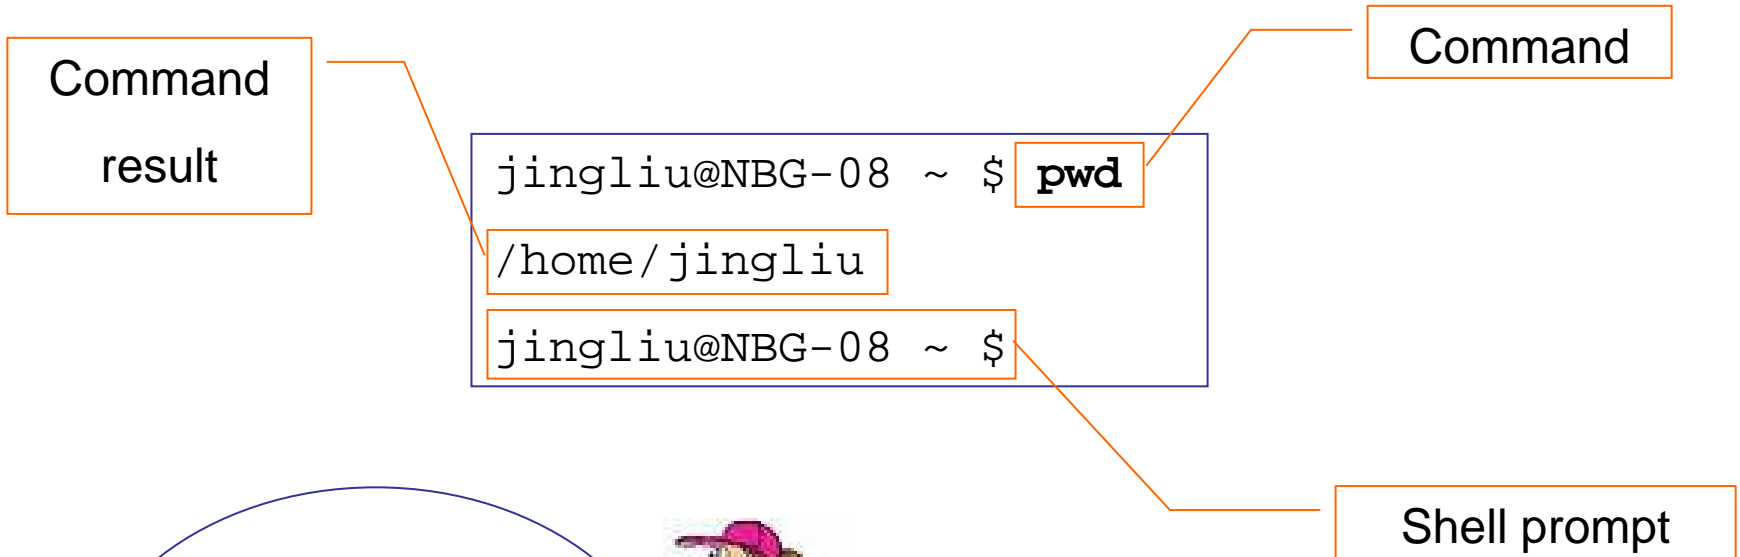 Command
Command
result
jingliu@NBG-08 ~ $ pwd
/home/jingliu
jingliu@NBG-08 ~ $
Shell prompt